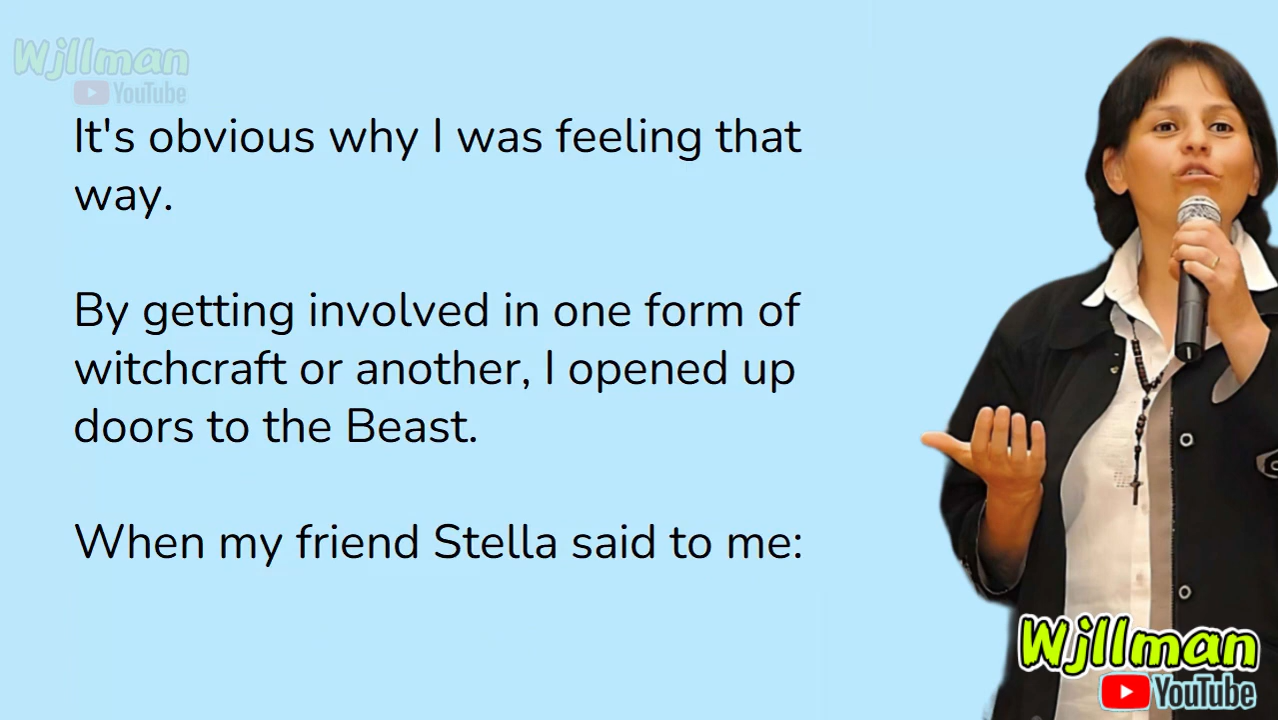 Wjllman
YouTube
It's obvious why I was feeling that
way.
By getting involved in one form of
witchcraft or another, I opened up
doors to the Beast.
When my friend Stella said to me:
Wjllman
YouTube